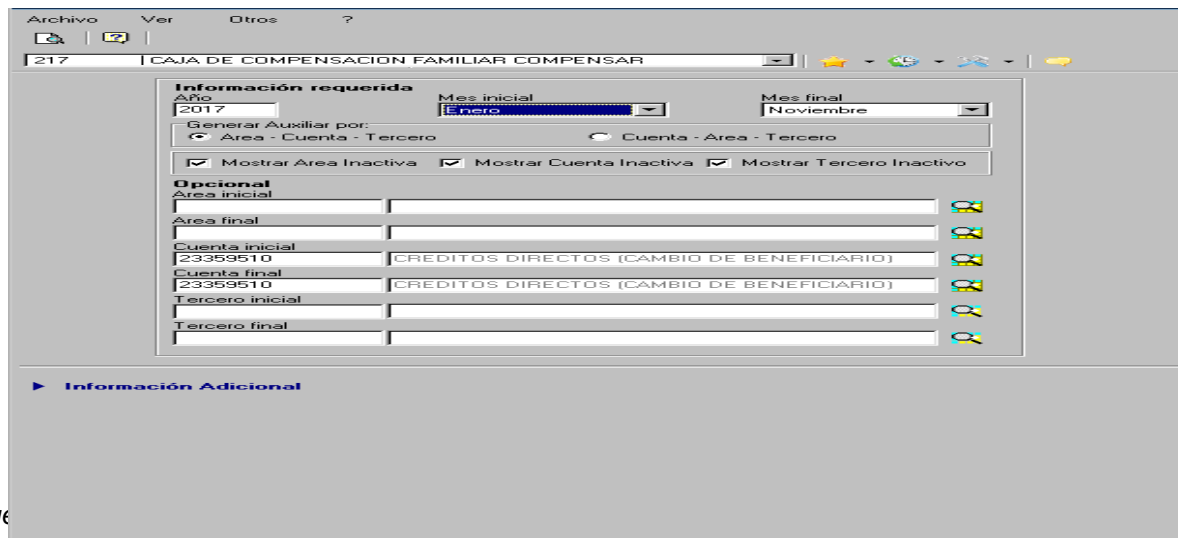 Archivo Ver Otros ?
217 CAJA DE COMPENSACION FAMILIAR COMPENSAR
Información requerida
Año Mes inicial Mes final
2017 Enero Noviembre
Generar Auxiliar por:
Area - Cuenta - Tercero Cuenta - Area - Tercero
Mostrar Area Inactiva Mostrar Cuenta Inactiva Mostrar Tercero Inactivo
Opcional
Area inicial
Area final
Cuenta inicial
23359510 CREDITOS DIRECTOS (CAMBIO DE BENEFICIARIO)
Cuenta final
23359510 CREDITOS DIRECTOS (CAMBIO DE BENEFICIARIO)
Tercero inicial
Tercero final
Información Adicional